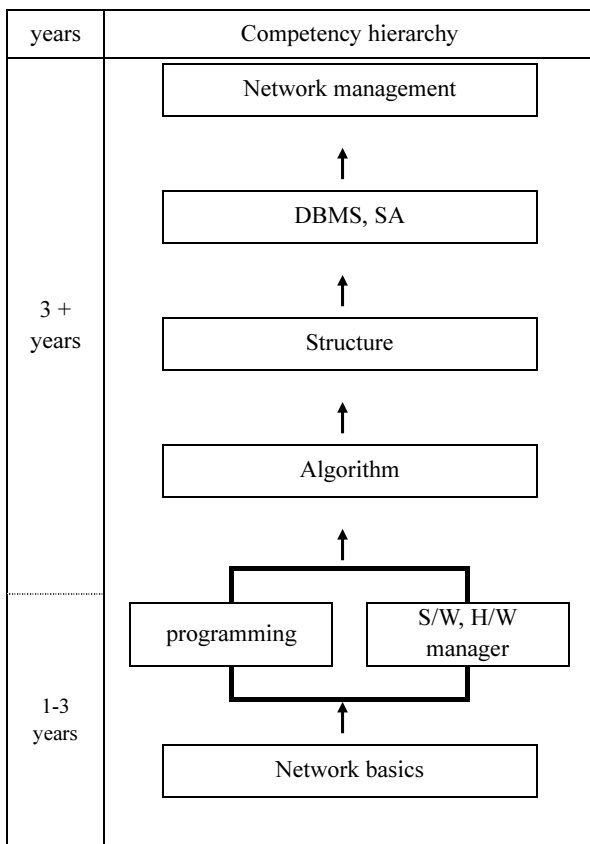 years
Competency hierarchy
Network management
DBMS, SA
3 +
years
Structure
Algorithm
programming
S/W, H/W
manager
1-3
years
Network basics